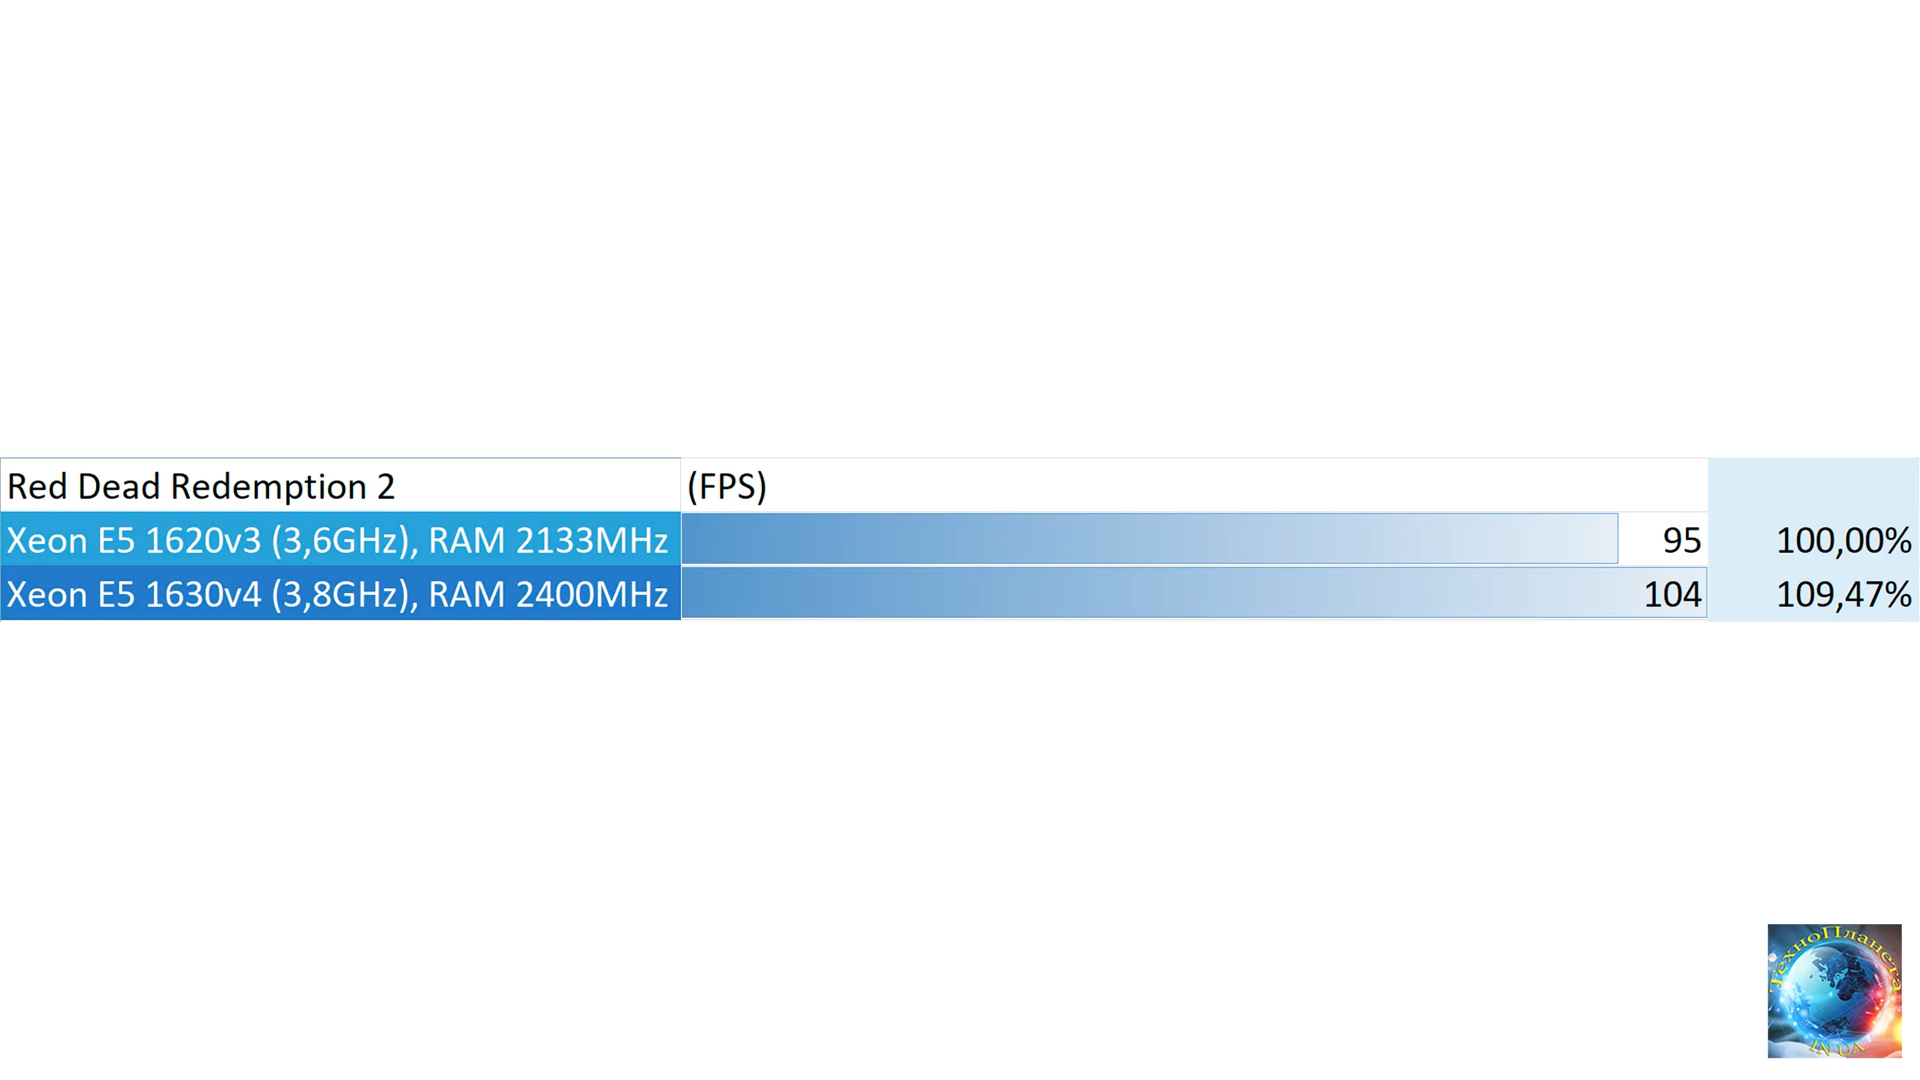 Red Dead Redemption 2 (FPS)
Xeon E5 1620v3 (3,6GHz), RAM 2133MHz 95 100,00%
Xeon E5 1630v4 (3,8GHz), RAM 2400MHz 104 109,47%
ТехноПланета
IN UA